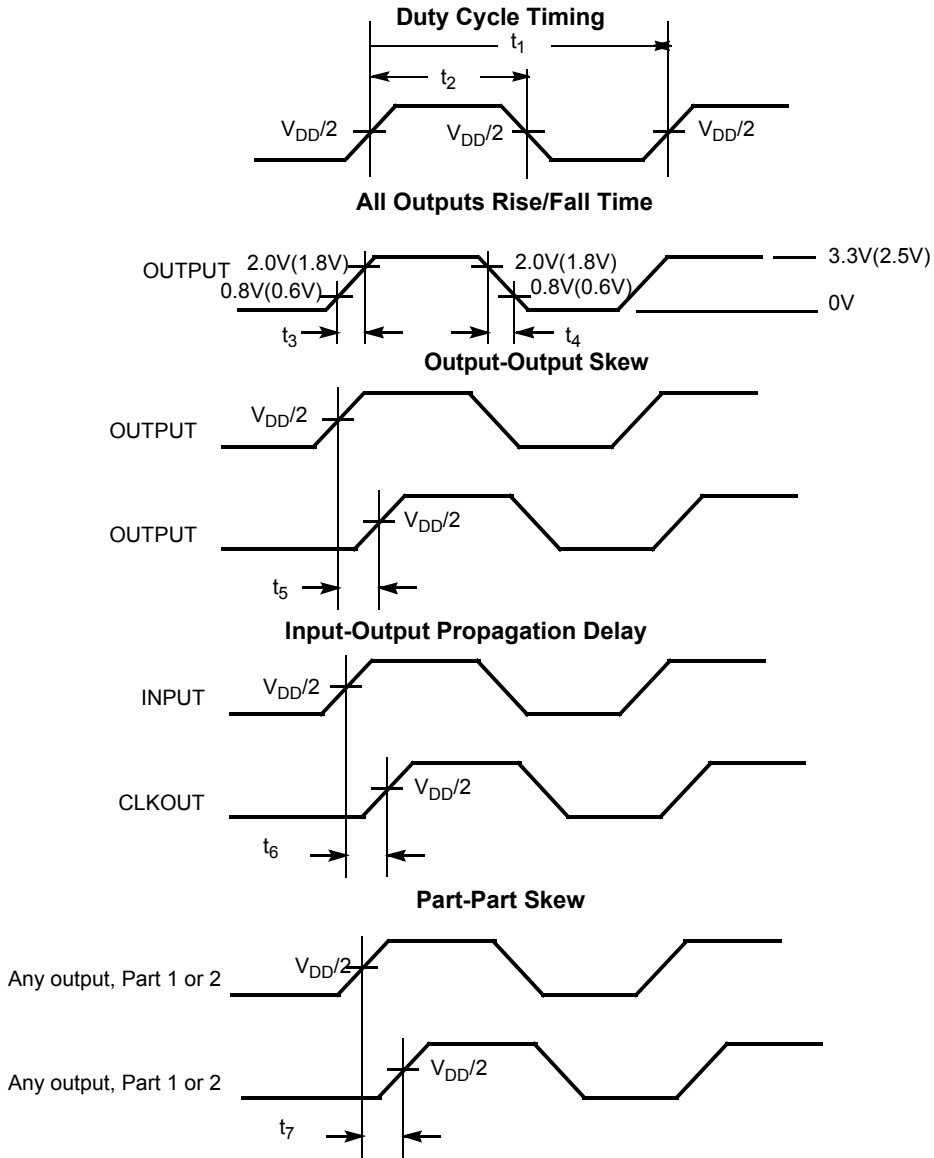 Duty Cycle Timing
t1
t2
VDD/2 VDD/2 VDD/2
All Outputs Rise/Fall Time
OUTPUT 2.0V(1.8V) 2.0V(1.8V) 3.3V(2.5V)
0.8V(0.6V) 0.8V(0.6V) 0V
t3 t4
Output-Output Skew
OUTPUT VDD/2
OUTPUT VDD/2
t5
Input-Output Propagation Delay
INPUT VDD/2
CLKOUT VDD/2
t6
Part-Part Skew
Any output, Part 1 or 2 VDD/2
Any output, Part 1 or 2 VDD/2
t7